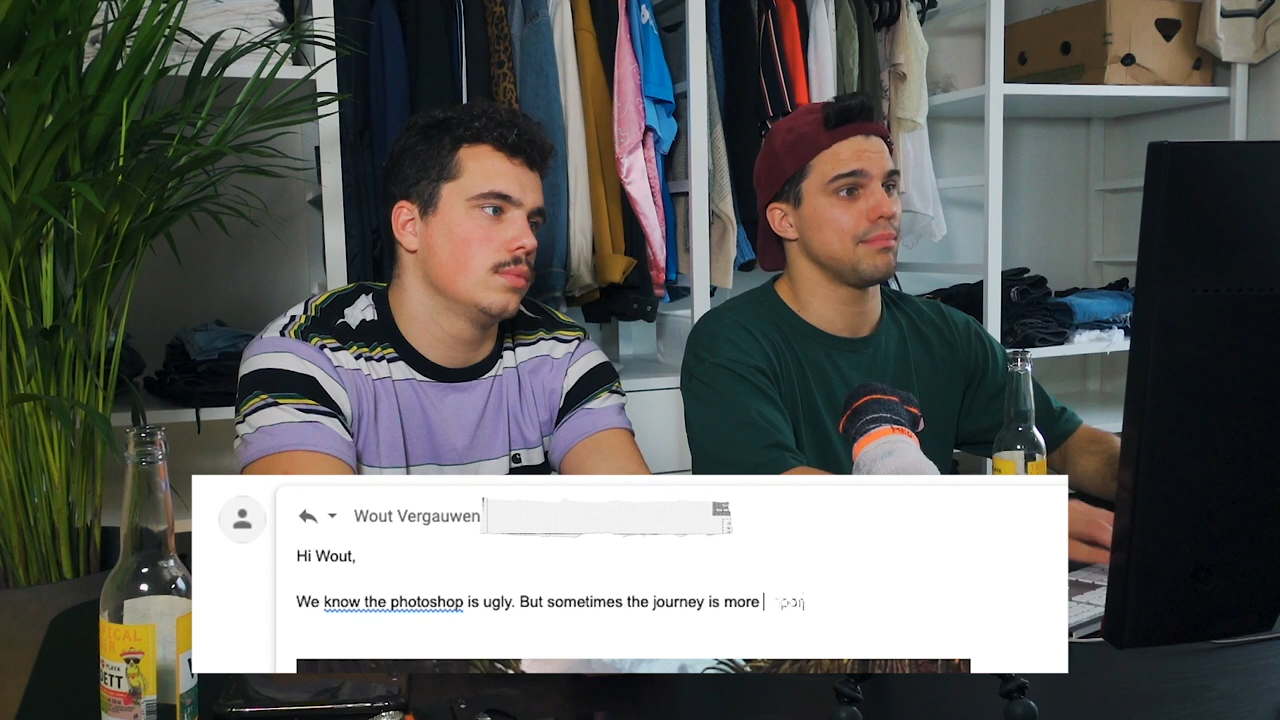 Wout Vergauwen
Hi Wout,
We know the photoshop is ugly. But sometimes the journey is more